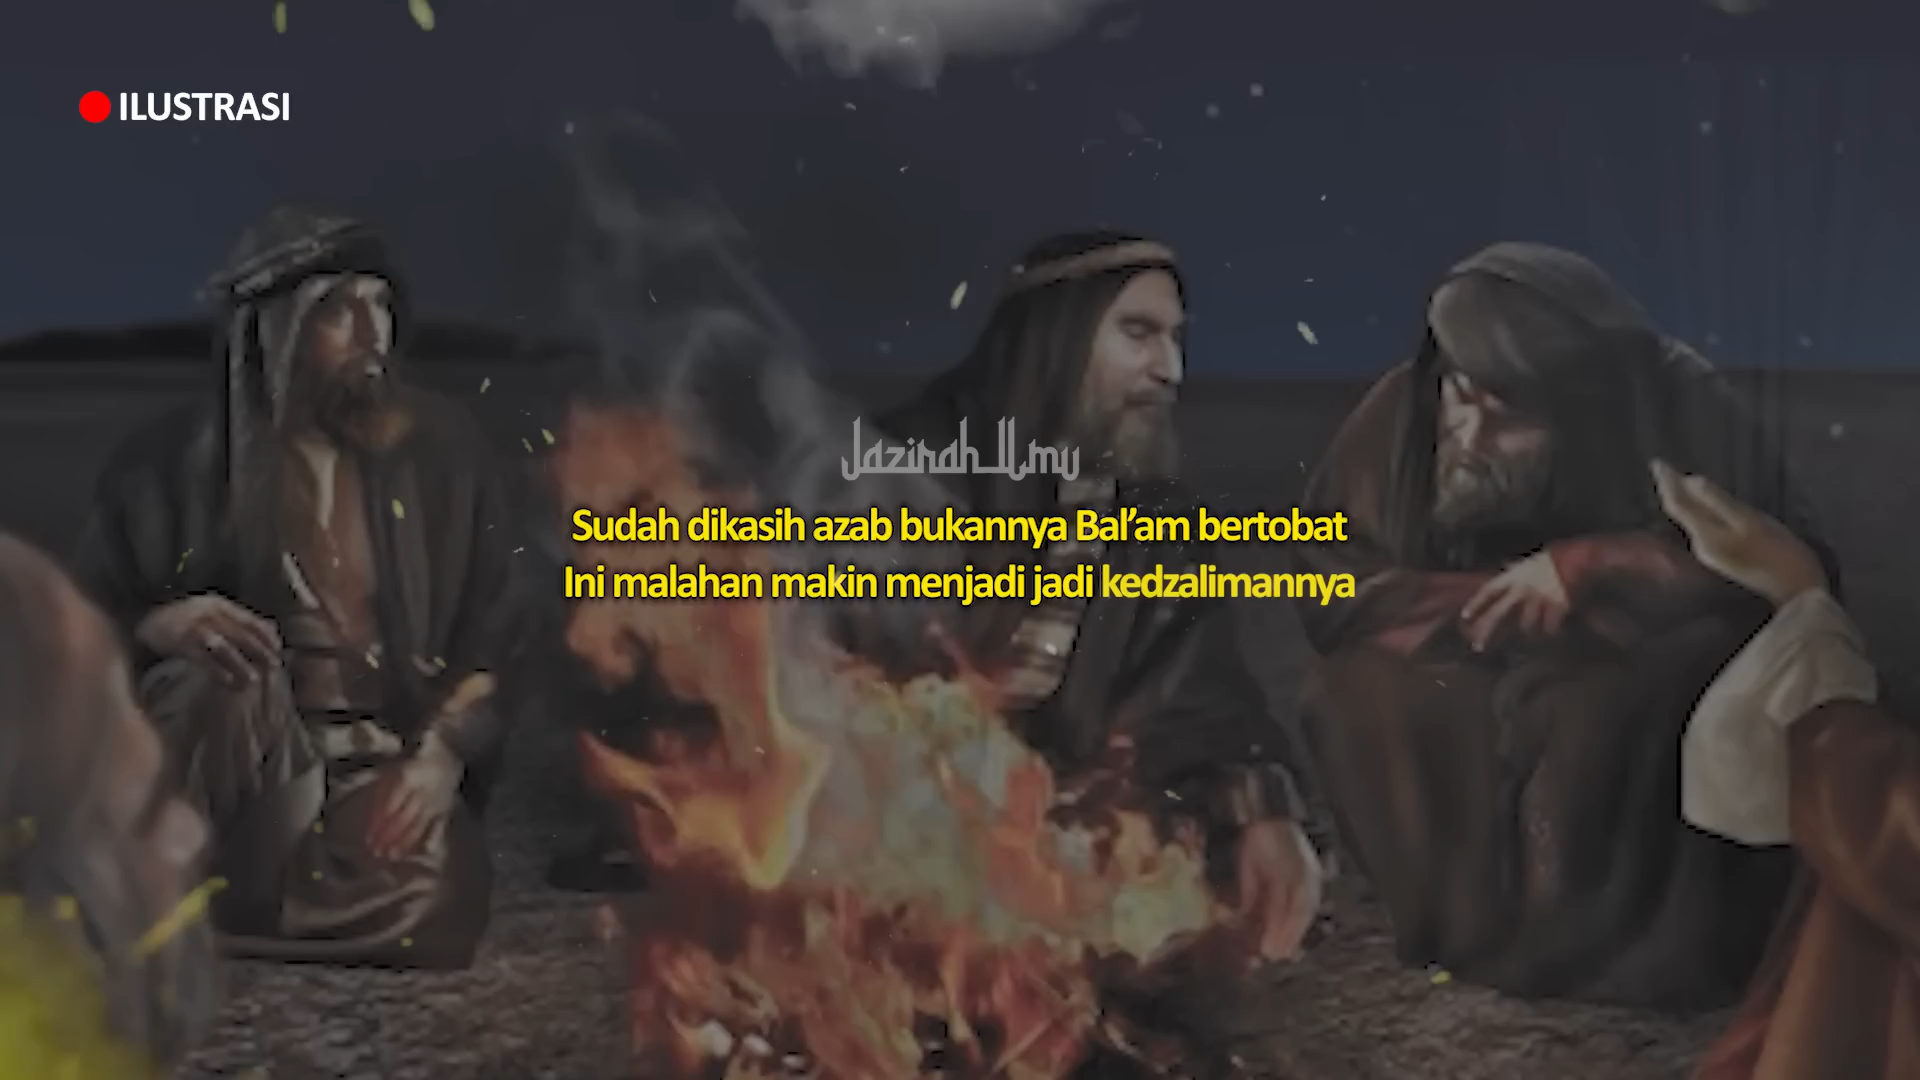 ILUSTRASI
Jazirah Ilmu
Sudah dikasih azab bukannya Bal’am bertobat
Ini malahan makin menjadi jadi kedzalimannya